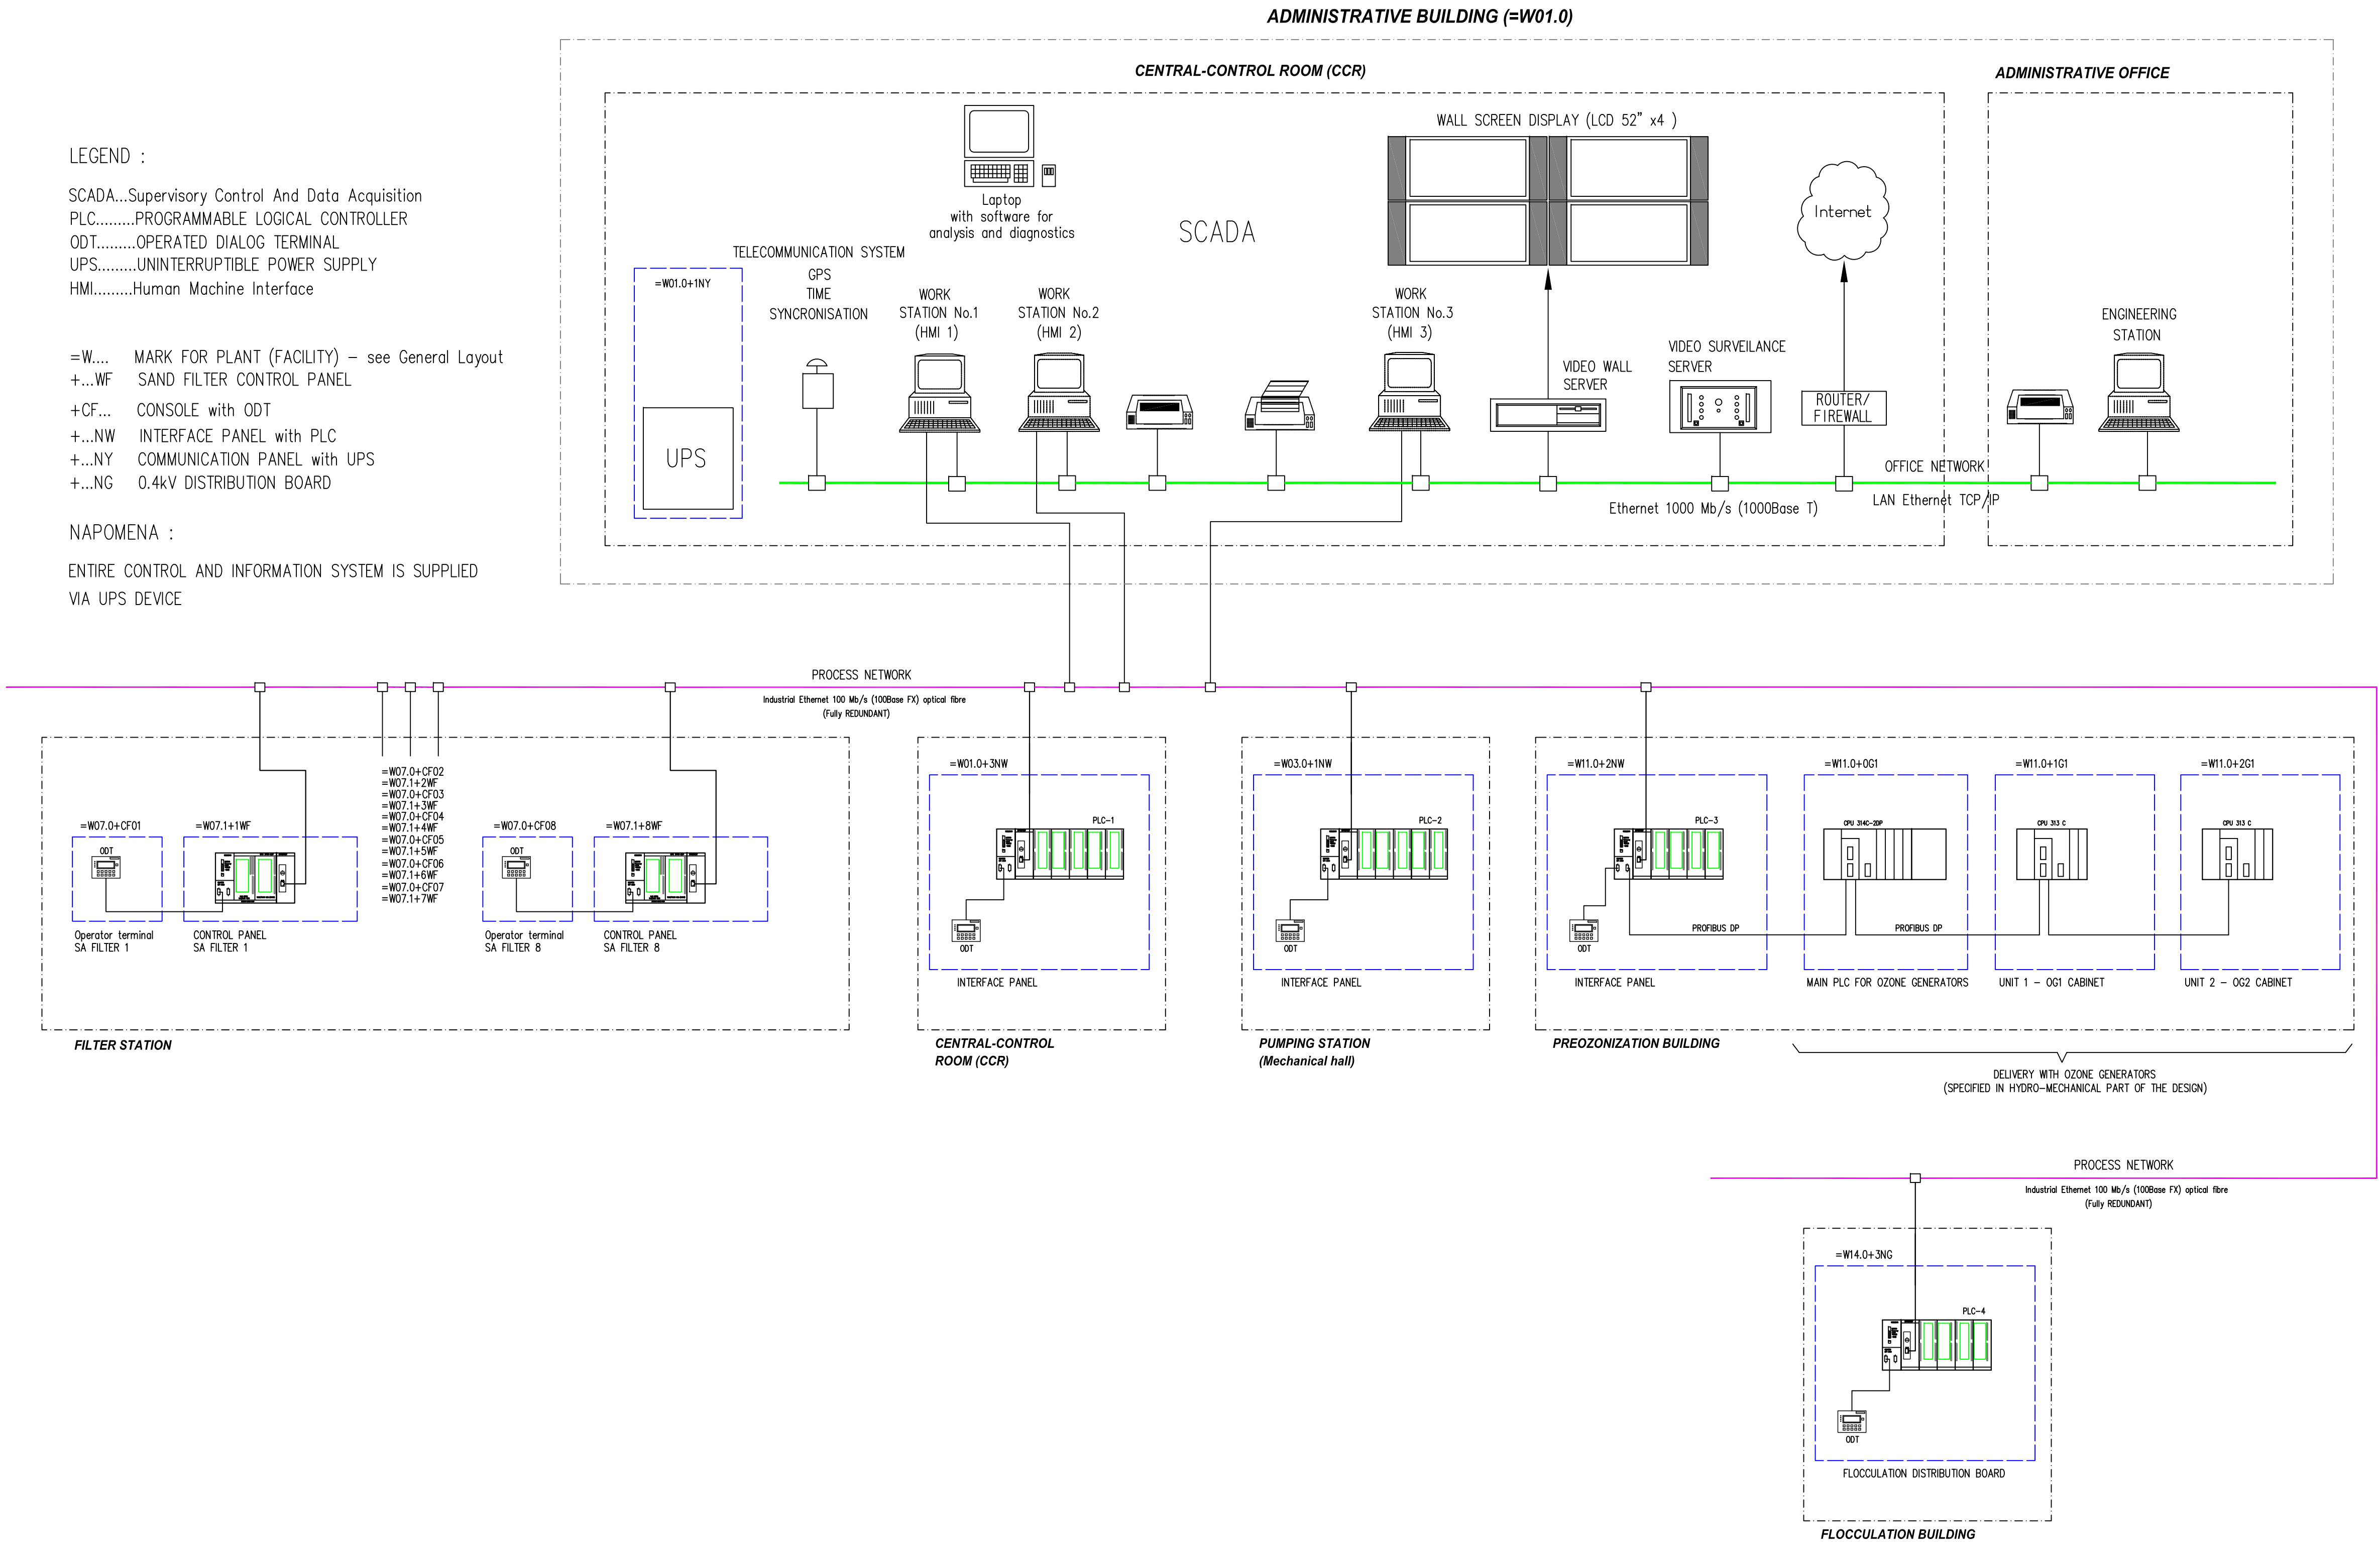 ADMINISTRATIVE BUILDING (=W01.0)
CENTRAL-CONTROL ROOM (CCR)
ADMINISTRATIVE OFFICE
LEGEND :
SCADA...Supervisory Control And Data Acquisition
PLC.........PROGRAMMABLE LOGICAL CONTROLLER
ODT.........OPERATED DIALOG TERMINAL
UPS.........UNINTERRUPTIBLE POWER SUPPLY
HMI.........Human Machine Interface
=W.... MARK FOR PLANT (FACILITY) – see General Layout
+...WF SAND FILTER CONTROL PANEL
+CF... CONSOLE with ODT
+...NW INTERFACE PANEL with PLC
+...NY COMMUNICATION PANEL with UPS
+...NG 0.4kV DISTRIBUTION BOARD
NAPOMENA :
ENTIRE CONTROL AND INFORMATION SYSTEM IS SUPPLIED
VIA UPS DEVICE
Laptop
with software for
analysis and diagnostics
SCADA
WALL SCREEN DISPLAY (LCD 52” x4 )
Internet
TELECOMMUNICATION SYSTEM
GPS
TIME
SYNCRONISATION
=W01.0+1NY
UPS
WORK
STATION No.1
(HMI 1)
WORK
STATION No.2
(HMI 2)
WORK
STATION No.3
(HMI 3)
VIDEO WALL
SERVER
VIDEO SURVEILANCE
SERVER
ROUTER/
FIREWALL
ENGINEERING
STATION
OFFICE NETWORK
LAN Ethernet TCP/IP
Ethernet 1000 Mb/s (1000Base T)
PROCESS NETWORK
Industrial Ethernet 100 Mb/s (100Base FX) optical fibre
(Fully REDUNDANT)
=W07.0+CF01
ODT
Operator terminal
SA FILTER 1
=W07.1+1WF
CONTROL PANEL
SA FILTER 1
=W07.0+CF02
=W07.1+2WF
=W07.0+CF03
=W07.1+3WF
=W07.0+CF04
=W07.1+4WF
=W07.0+CF05
=W07.1+5WF
=W07.0+CF06
=W07.1+6WF
=W07.0+CF07
=W07.1+7WF
=W07.0+CF08
ODT
Operator terminal
SA FILTER 8
=W07.1+8WF
CONTROL PANEL
SA FILTER 8
FILTER STATION
=W01.0+3NW
PLC-1
ODT
INTERFACE PANEL
CENTRAL-CONTROL
ROOM (CCR)
=W03.0+1NW
PLC-2
ODT
INTERFACE PANEL
PUMPING STATION
(Mechanical hall)
=W11.0+2NW
PLC-3
ODT
PROFIBUS DP
INTERFACE PANEL
=W11.0+0G1
CPU 314C-2DP
PROFIBUS DP
MAIN PLC FOR OZONE GENERATORS
=W11.0+1G1
CPU 313 C
UNIT 1 – OG1 CABINET
=W11.0+2G1
CPU 313 C
UNIT 2 – OG2 CABINET
PREOZONIZATION BUILDING
DELIVERY WITH OZONE GENERATORS
(SPECIFIED IN HYDRO-MECHANICAL PART OF THE DESIGN)
PROCESS NETWORK
Industrial Ethernet 100 Mb/s (100Base FX) optical fibre
(Fully REDUNDANT)
=W14.0+3NG
PLC-4
ODT
FLOCCULATION DISTRIBUTION BOARD
FLOCCULATION BUILDING